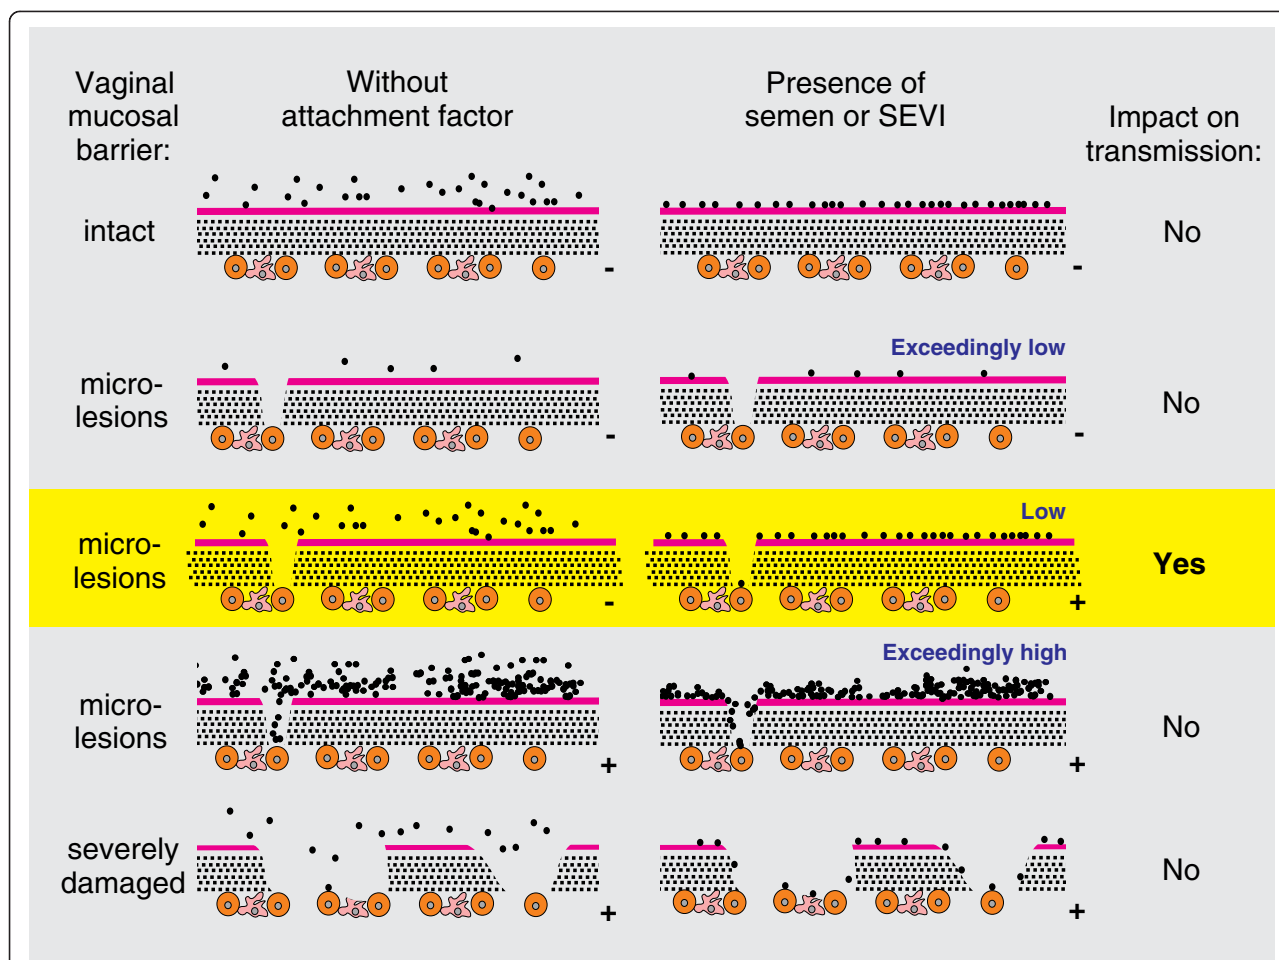 Vaginal
mucosal
barrier:
Without
attachment factor
Presence of
semen or SEVI
Impact on
transmission:
intact
-
-
No
micro-
lesions
-
Exceedingly low
-
No
micro-
lesions
-
Low
+
Yes
micro-
lesions
+
Exceedingly high
+
No
severely
damaged
+
+
No